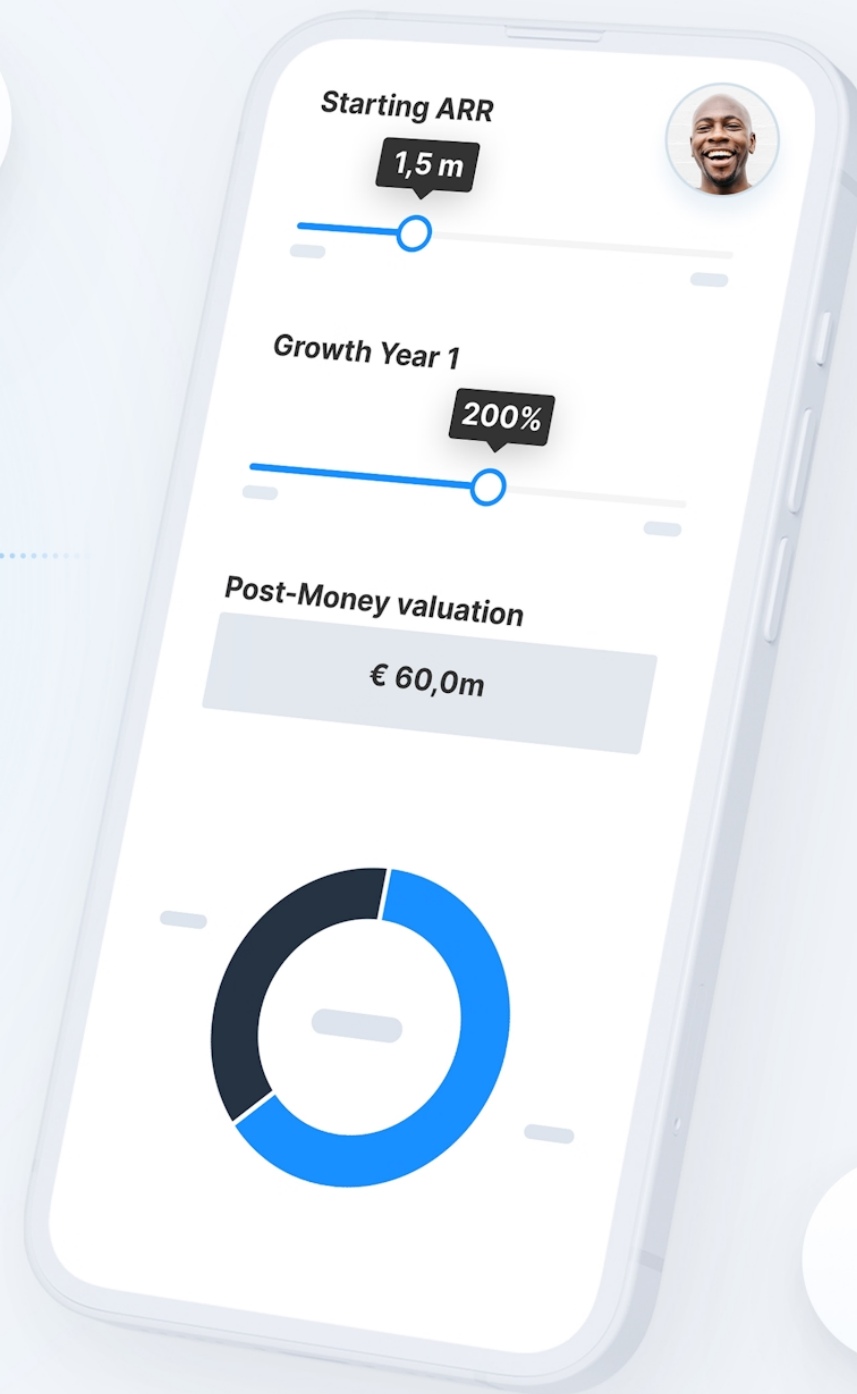 Starting ARR
1,5 m
Growth Year 1
200%
Post-Money valuation
€ 60,0m